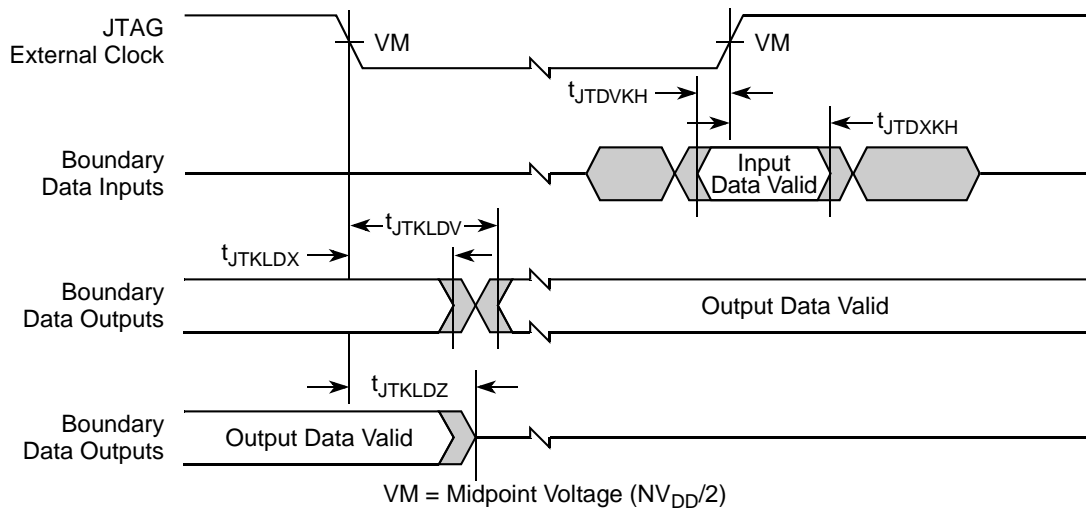 JTAG
External Clock
VM
VM
tJTDVKH
tJTDXKH
Boundary
Data Inputs
Input
Data Valid
tJTKLDV
tJTKLDX
Boundary
Data Outputs
Output Data Valid
tJTKLDZ
Boundary
Data Outputs
Output Data Valid
VM = Midpoint Voltage (NVDD/2)